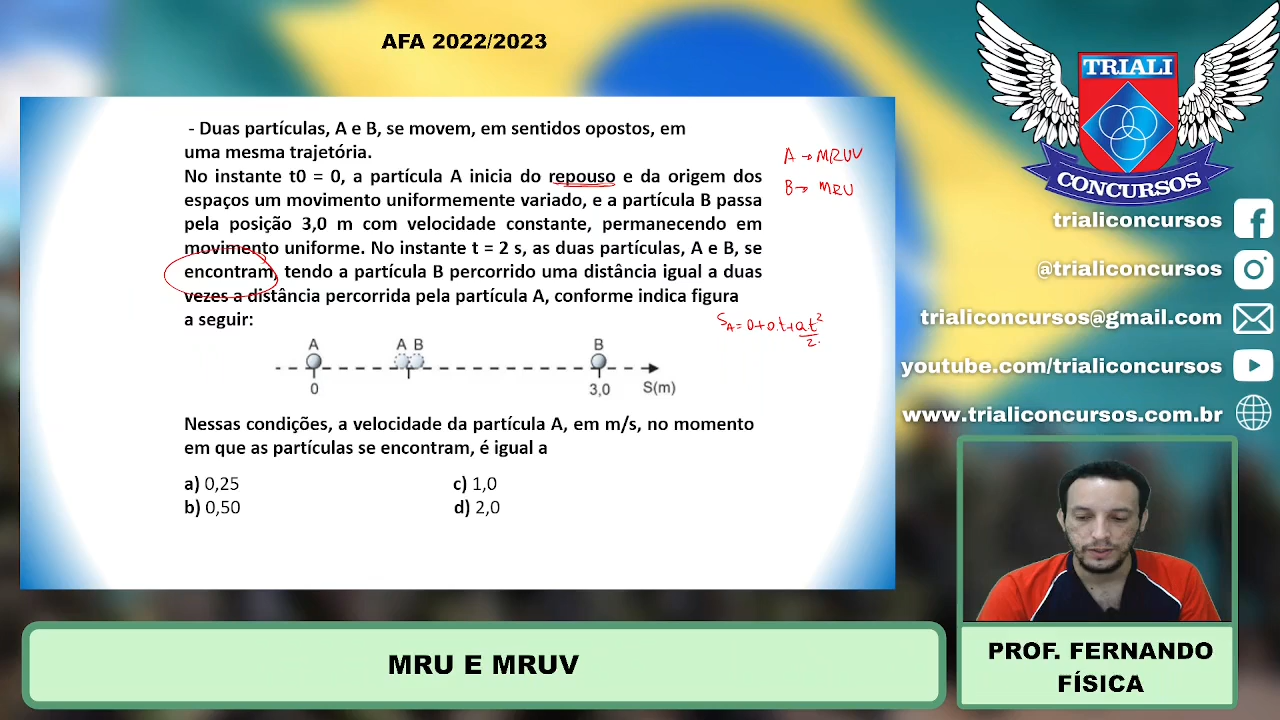 AFA 2022/2023
TRIALI
CONCURSOS
- Duas partículas, A e B, se movem, em sentidos opostos, em
uma mesma trajetória.
No instante t0 = 0, a partícula A inicia do repouso e da origem dos
espaços um movimento uniformemente variado, e a partícula B passa
pela posição 3,0 m com velocidade constante, permanecendo em
movimento uniforme. No instante t = 2 s, as duas partículas, A e B, se
encontram, tendo a partícula B percorrido uma distância igual a duas
vezes a distância percorrida pela partícula A, conforme indica figura
a seguir:
A → MRUV
B → MRU
S_A = 0 + 0.t + at²/2
A A B B
0 3,0 S(m)
Nessas condições, a velocidade da partícula A, em m/s, no momento
em que as partículas se encontram, é igual a
a) 0,25 c) 1,0
b) 0,50 d) 2,0
trialiconcursos
@trialiconcursos
trialiconcursos@gmail.com
youtube.com/trialiconcursos
www.trialiconcursos.com.br
MRU E MRUV
PROF. FERNANDO
FÍSICA